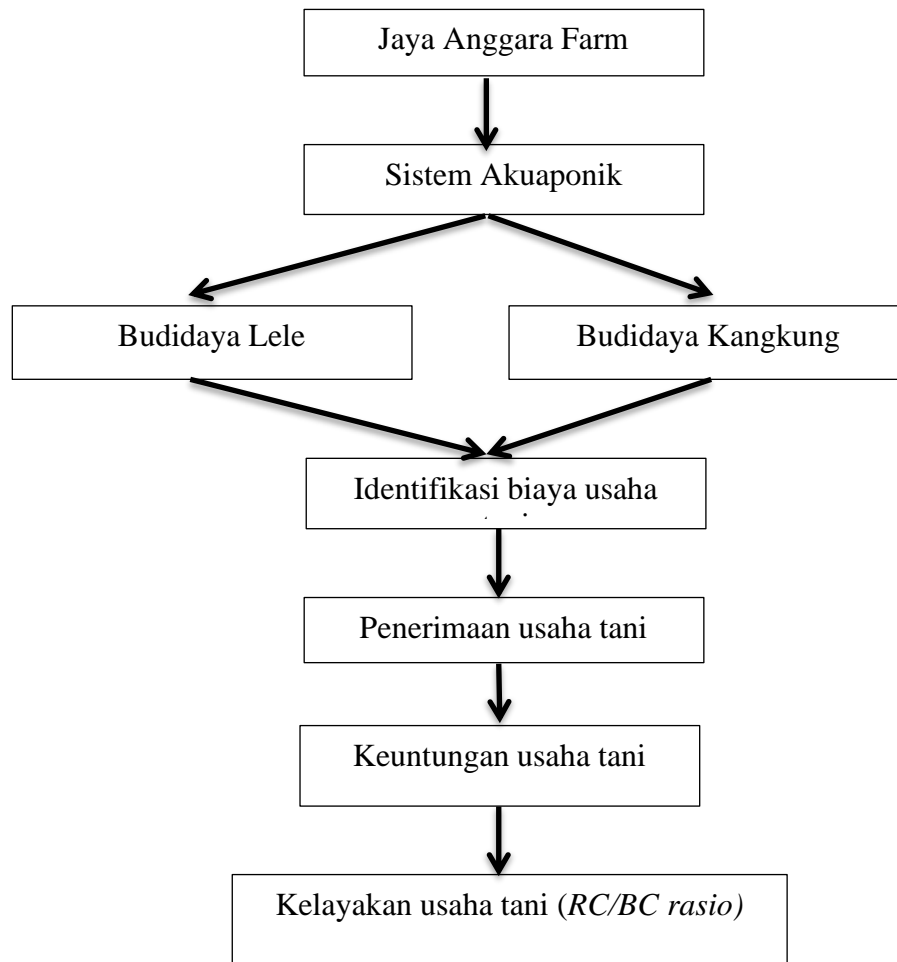 Jaya Anggara Farm
Sistem Akuaponik
Budidaya Lele
Budidaya Kangkung
Identifikasi biaya usaha
Penerimaan usaha tani
Keuntungan usaha tani
Kelayakan usaha tani (RC/BC rasio)